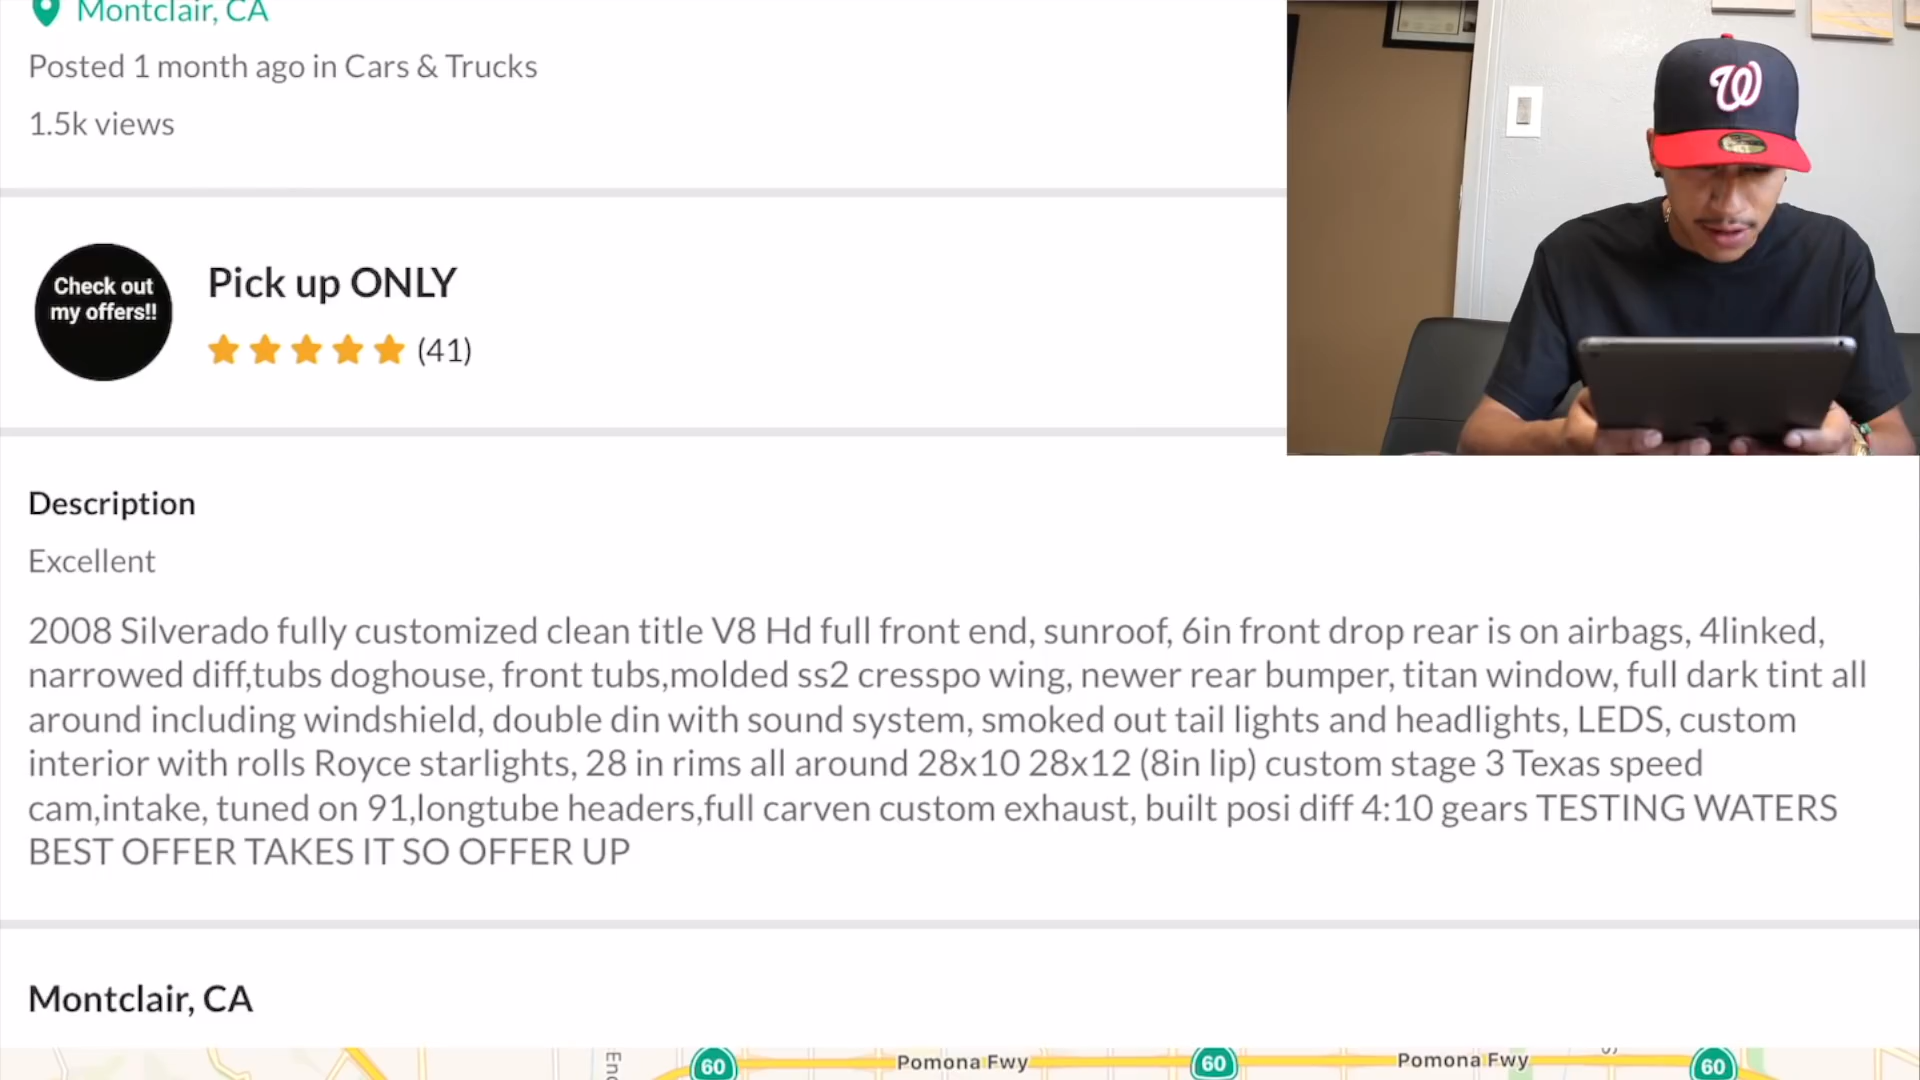 Montclair, CA
Posted 1 month ago in Cars & Trucks
1.5k views
W
Check out
my offers!!
Pick up ONLY
(41)
Description
Excellent
2008 Silverado fully customized clean title V8 Hd full front end, sunroof, 6in front drop rear is on airbags, 4linked,
narrowed diff,tubs doghouse, front tubs,molded ss2 cresspo wing, newer rear bumper, titan window, full dark tint all
around including windshield, double din with sound system, smoked out tail lights and headlights, LEDS, custom
interior with rolls Royce starlights, 28 in rims all around 28x10 28x12 (8in lip) custom stage 3 Texas speed
cam,intake, tuned on 91,longtube headers,full carven custom exhaust, built posi diff 4:10 gears TESTING WATERS
BEST OFFER TAKES IT SO OFFER UP
Montclair, CA
60
Pomona Fwy
60
Pomona Fwy
60